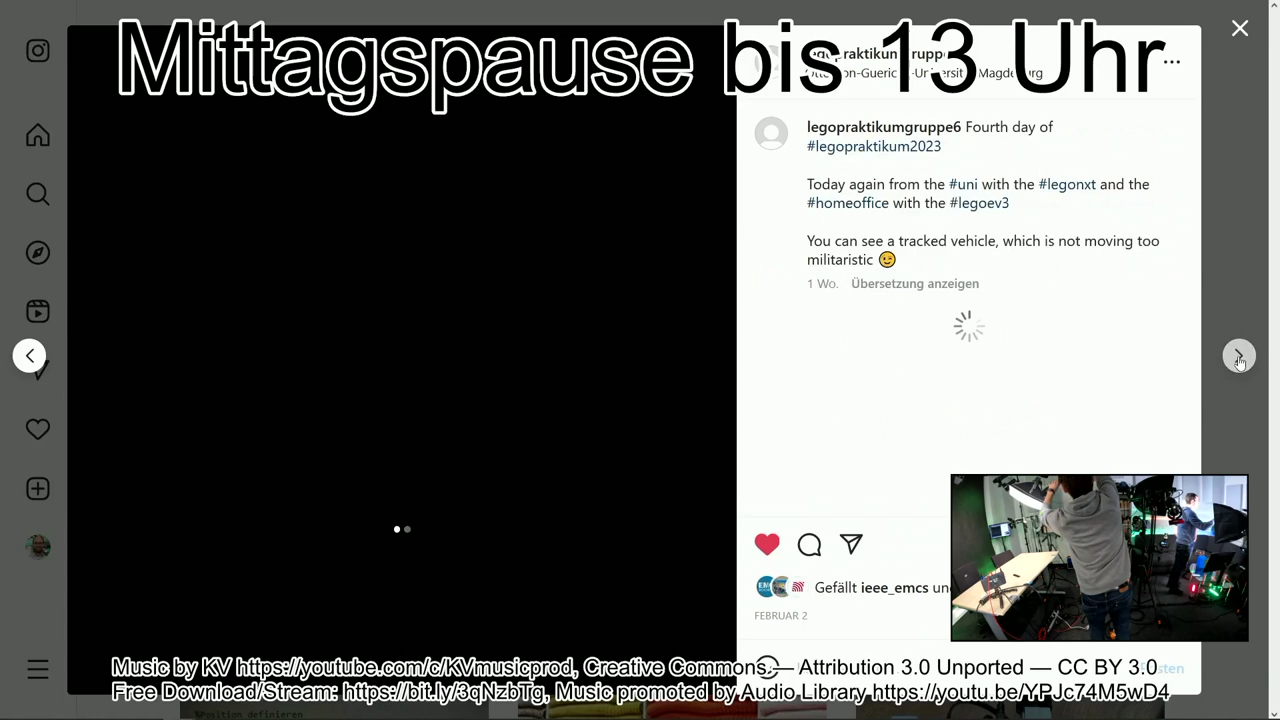 Mittagspause bis 13 Uhr
legopraktikumgruppe6 Fourth day of
#legopraktikum2023
Today again from the #uni with the #legonxt and the
#homeoffice with the #legoev3
You can see a tracked vehicle, which is not moving too
militaristic 😉
1 Wo. Übersetzung anzeigen
Gefällt ieee_emcs
FEBRUAR 2
Music by KV https://youtube.com/c/KVmusicprod, Creative Commons — Attribution 3.0 Unported — CC BY 3.0
Free Download/Stream: https://bit.ly/3qNzbTg, Music promoted by Audio Library https://youtu.be/YPJc74M5wD4